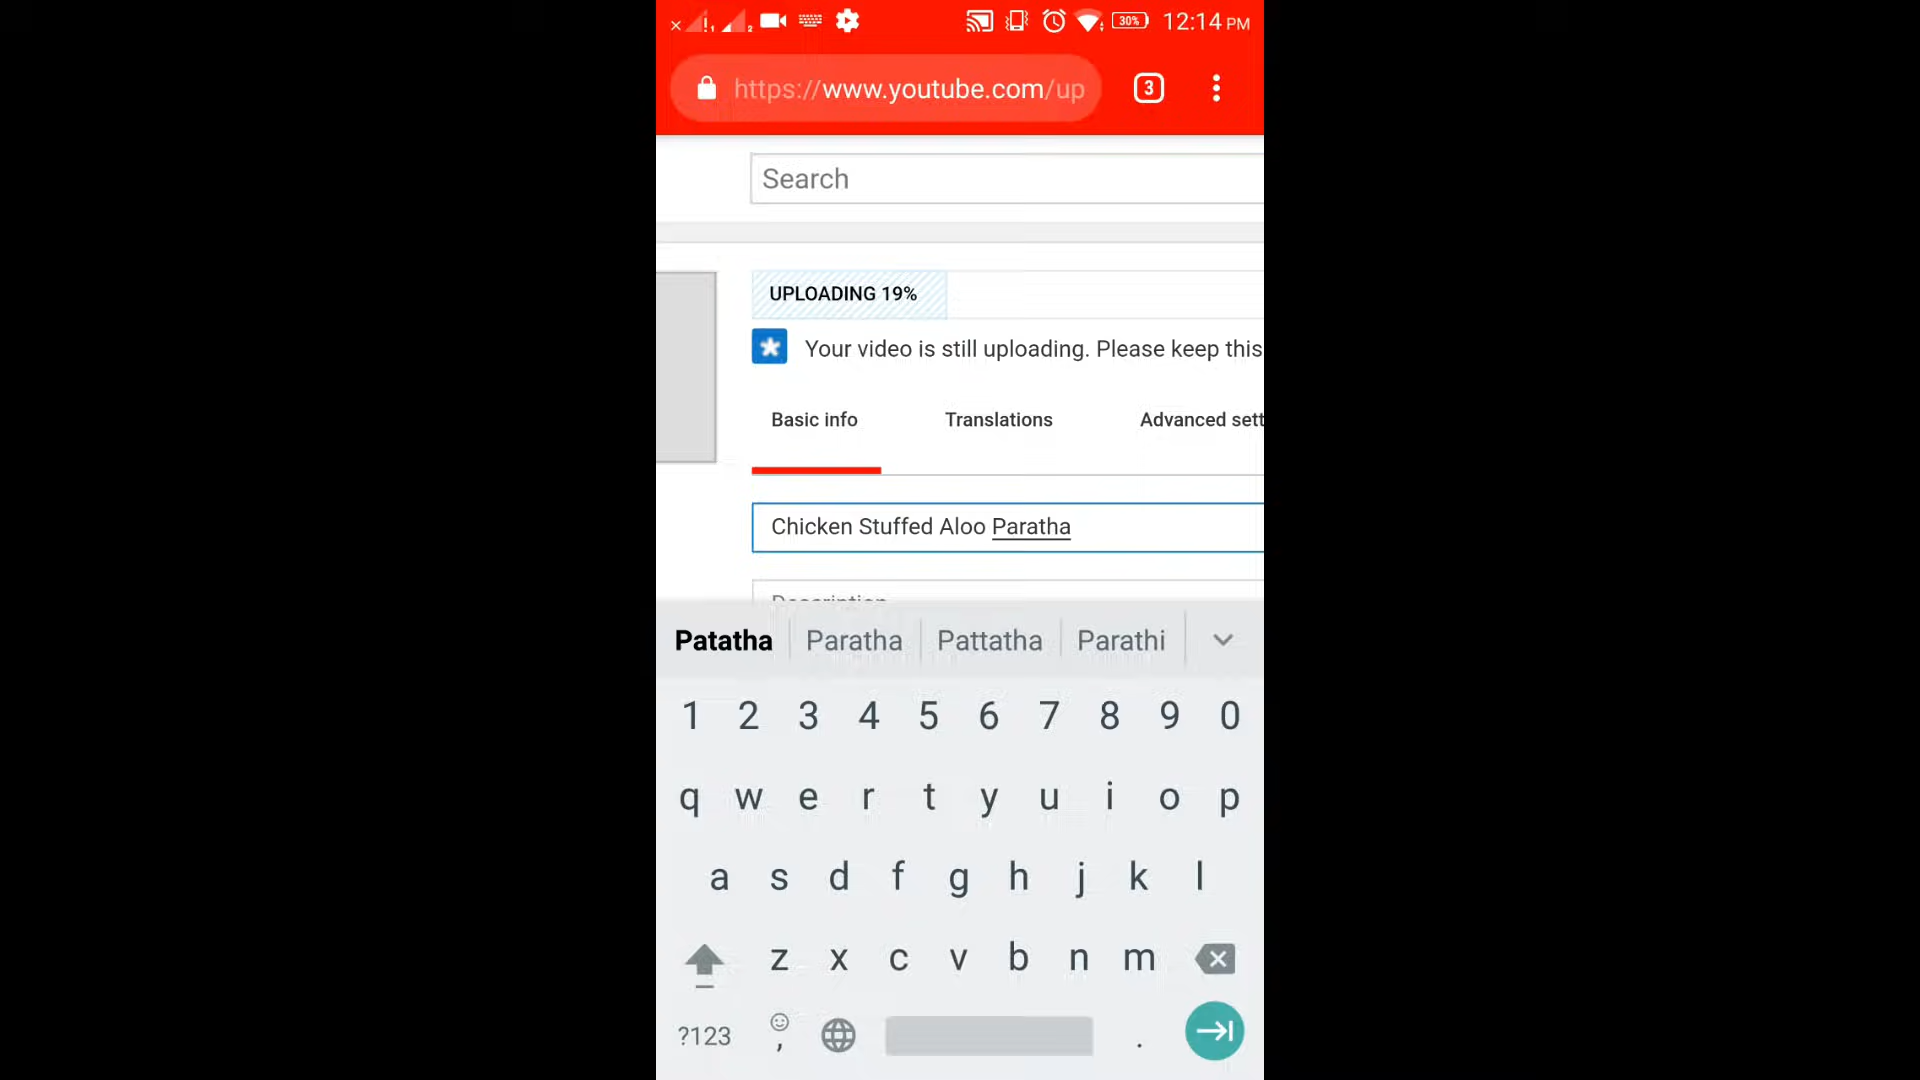 30% 12:14 PM
https://www.youtube.com/up 3
Search
UPLOADING 19%
Your video is still uploading. Please keep this
Basic info Translations Advanced sett
Chicken Stuffed Aloo Paratha
Description
Patatha Paratha Pattatha Parathi
1 2 3 4 5 6 7 8 9 0
q w e r t y u i o p
a s d f g h j k l
z x c v b n m
?123 , .